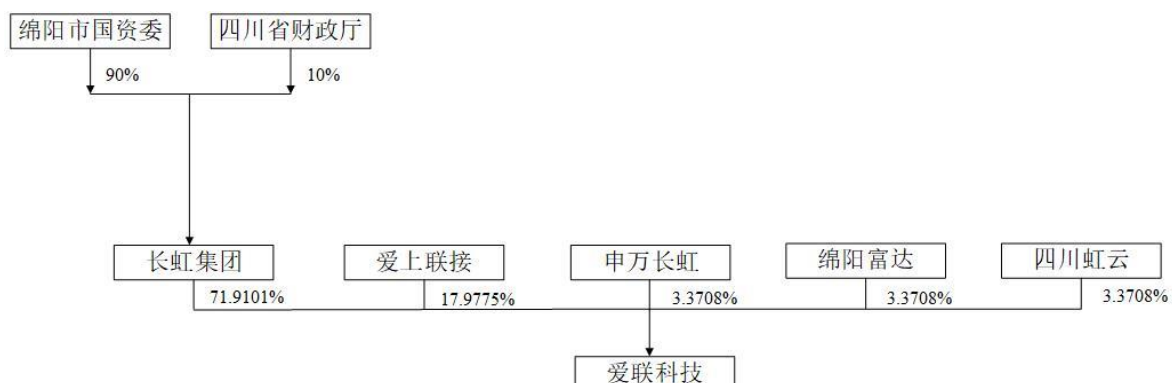 绵阳市国资委
四川省财政厅
90%
10%
长虹集团
爱上联接
申万长虹
绵阳富达
四川虹云
71.9101%
17.9775%
3.3708%
3.3708%
3.3708%
爱联科技